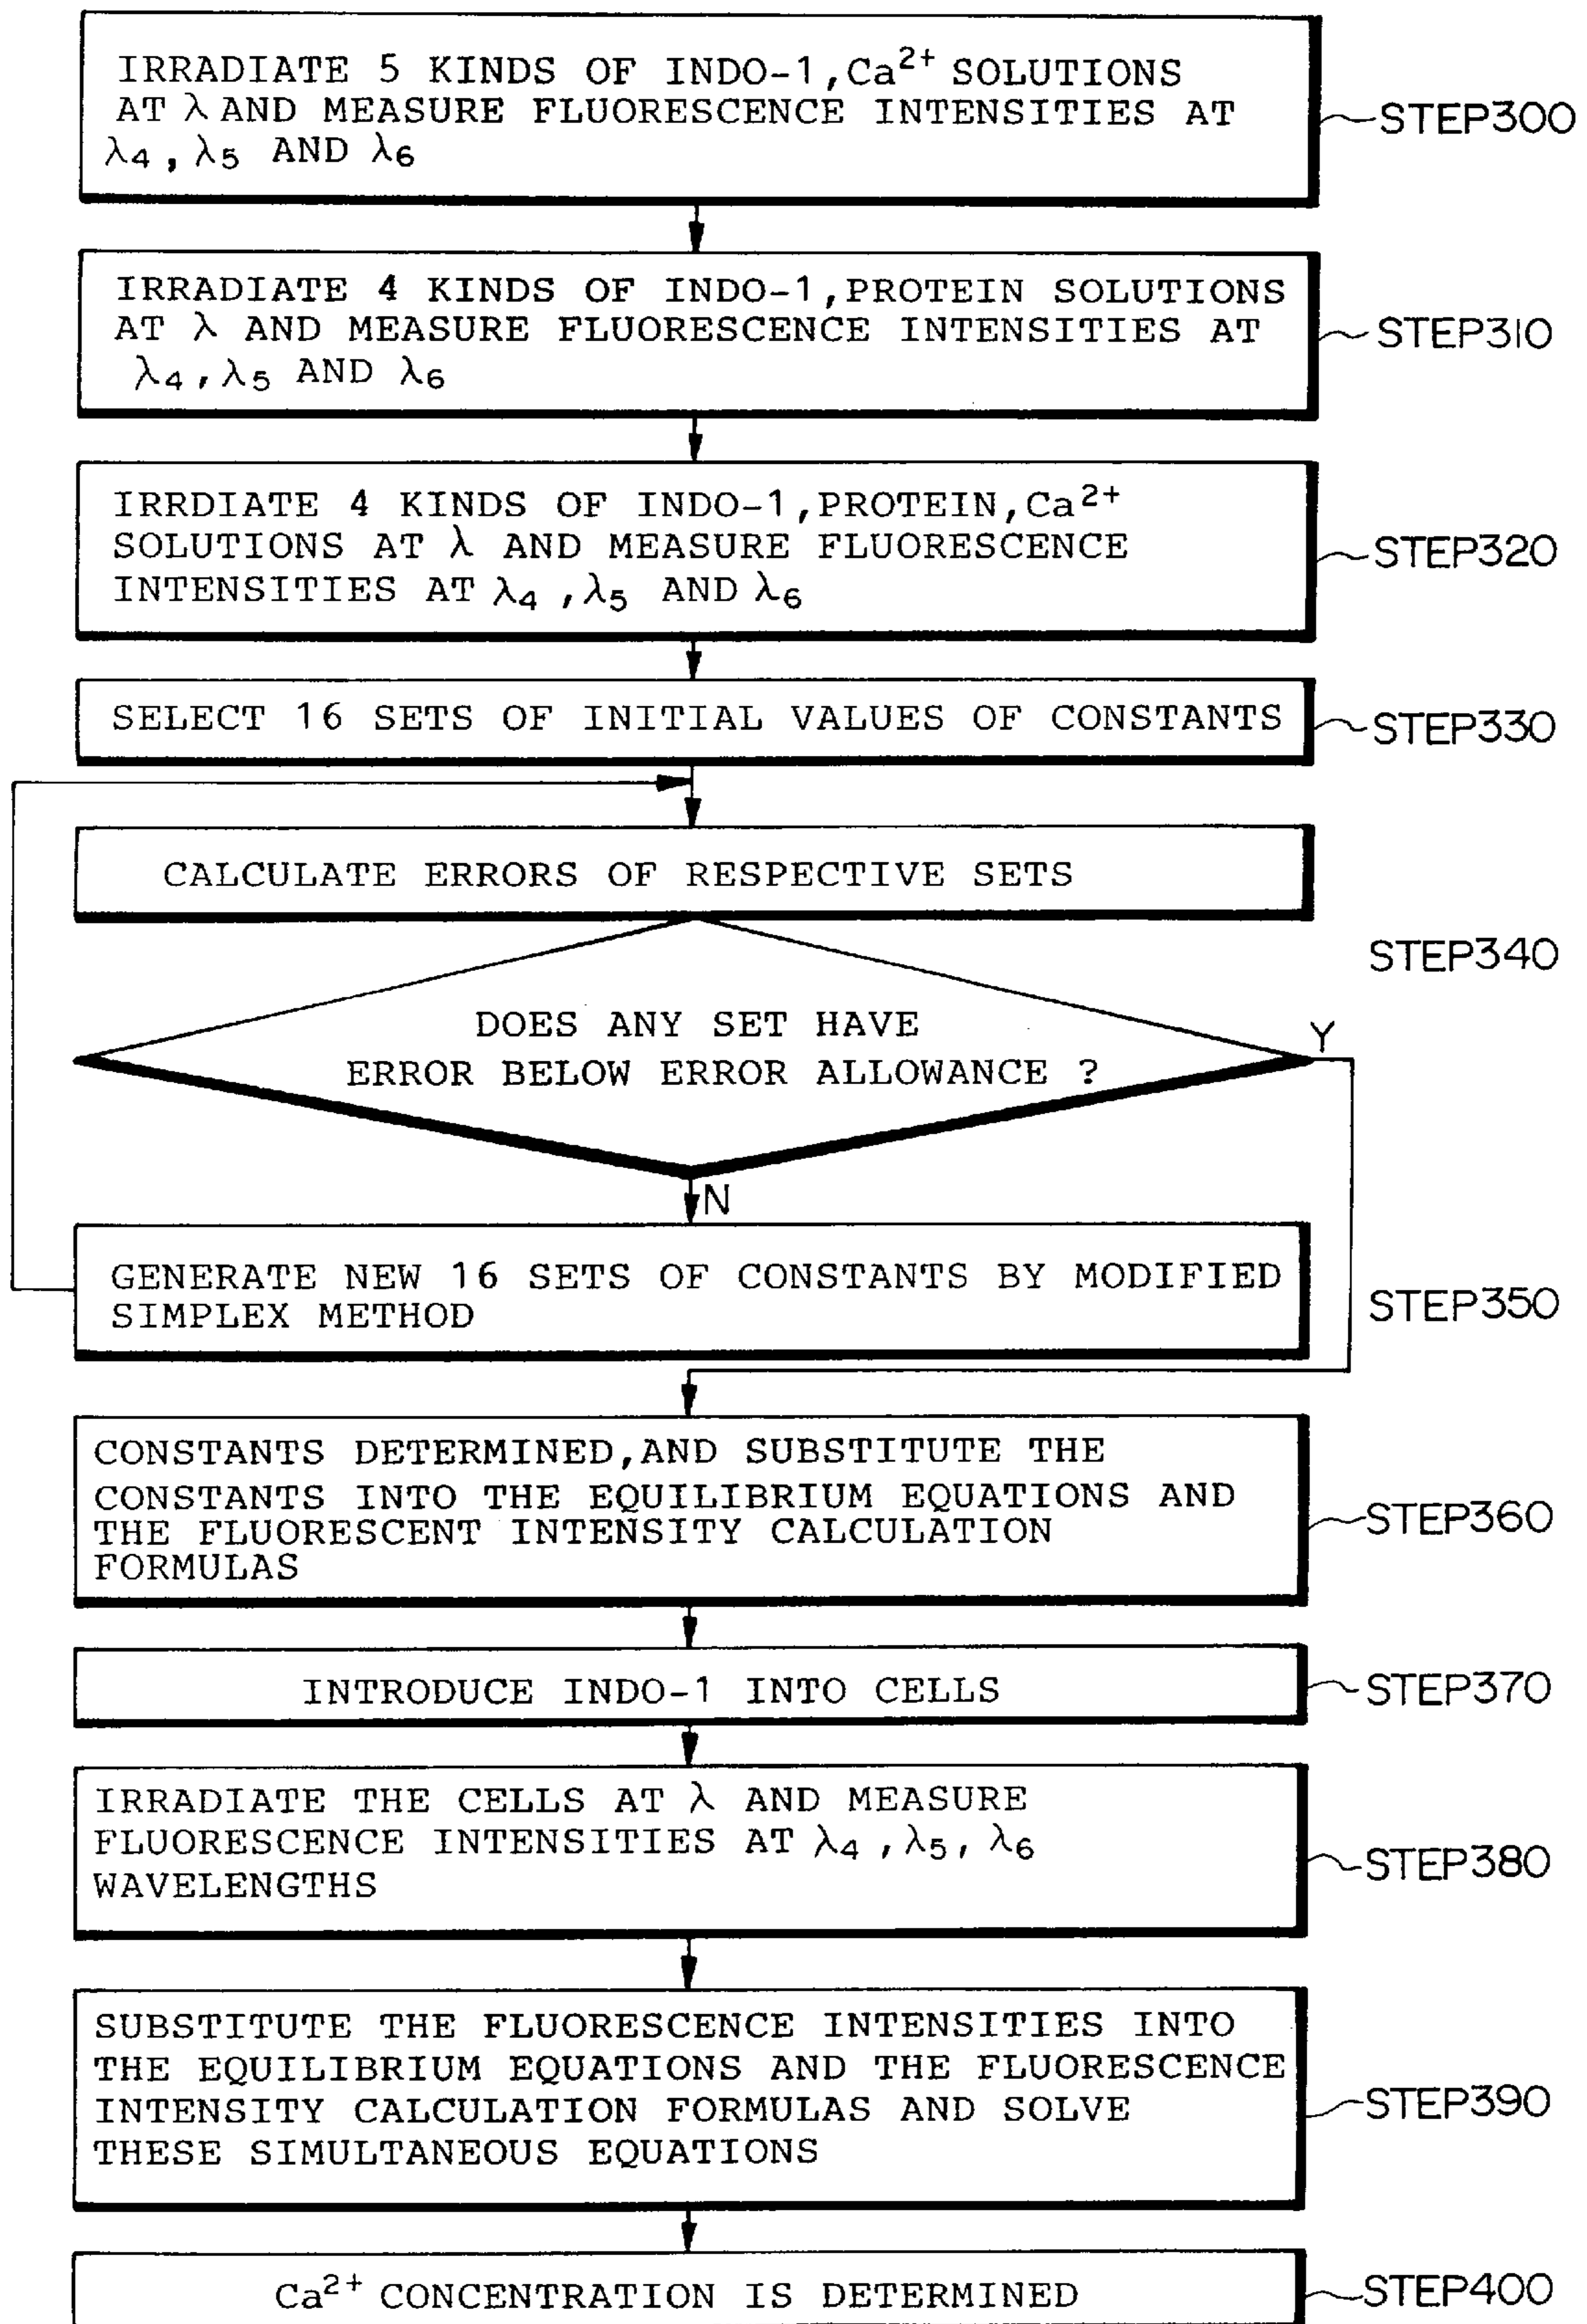 IRRADIATE 5 KINDS OF INDO-1,Ca²⁺ SOLUTIONS
AT λ AND MEASURE FLUORESCENCE INTENSITIES AT
λ₄, λ₅ AND λ₆
STEP300
IRRADIATE 4 KINDS OF INDO-1,PROTEIN SOLUTIONS
AT λ AND MEASURE FLUORESCENCE INTENSITIES AT
λ₄,λ₅ AND λ₆
STEP310
IRRDIATE 4 KINDS OF INDO-1,PROTEIN,Ca²⁺
SOLUTIONS AT λ AND MEASURE FLUORESCENCE
INTENSITIES AT λ₄,λ₅ AND λ₆
STEP320
SELECT 16 SETS OF INITIAL VALUES OF CONSTANTS
STEP330
CALCULATE ERRORS OF RESPECTIVE SETS
STEP340
DOES ANY SET HAVE
ERROR BELOW ERROR ALLOWANCE ?
Y
N
GENERATE NEW 16 SETS OF CONSTANTS BY MODIFIED
SIMPLEX METHOD
STEP350
CONSTANTS DETERMINED,AND SUBSTITUTE THE
CONSTANTS INTO THE EQUILIBRIUM EQUATIONS AND
THE FLUORESCENT INTENSITY CALCULATION
FORMULAS
STEP360
INTRODUCE INDO-1 INTO CELLS
STEP370
IRRADIATE THE CELLS AT λ AND MEASURE
FLUORESCENCE INTENSITIES AT λ₄,λ₅, λ₆
WAVELENGTHS
STEP380
SUBSTITUTE THE FLUORESCENCE INTENSITIES INTO
THE EQUILIBRIUM EQUATIONS AND THE FLUORESCENCE
INTENSITY CALCULATION FORMULAS AND SOLVE
THESE SIMULTANEOUS EQUATIONS
STEP390
Ca²⁺ CONCENTRATION IS DETERMINED
STEP400